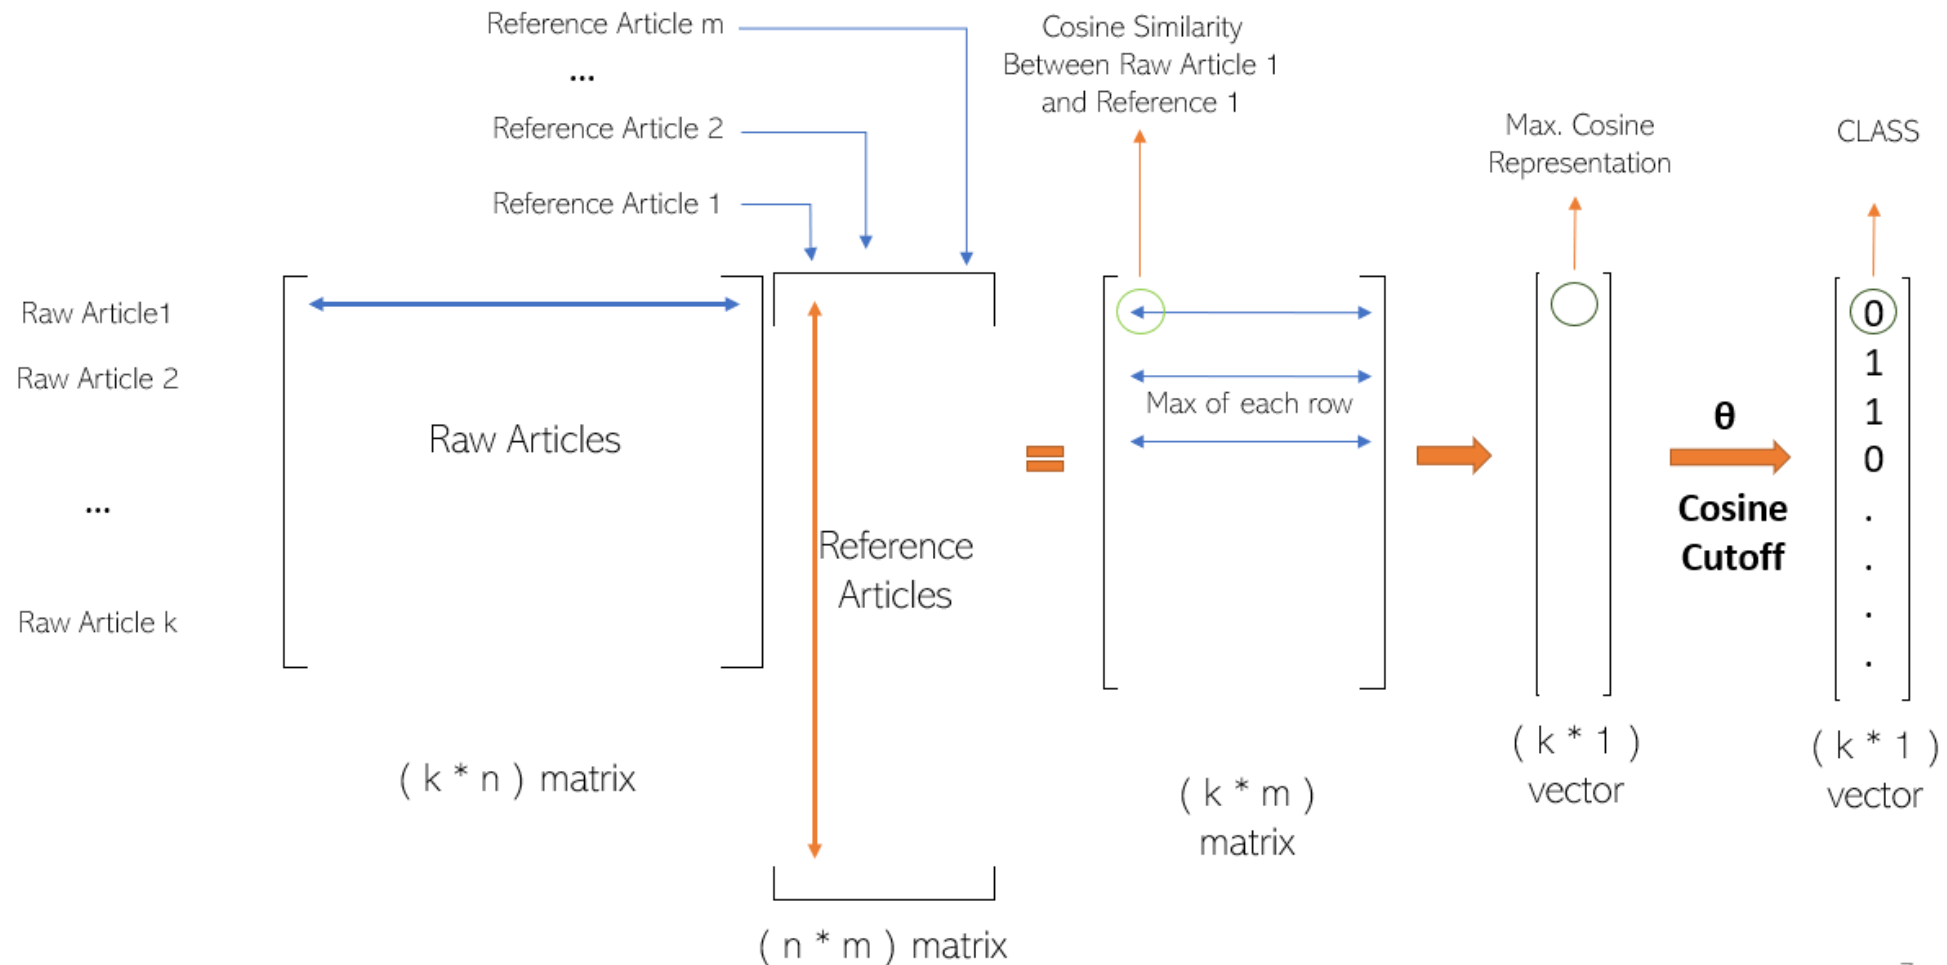 Reference Article m
...
Reference Article 2
Reference Article 1
Cosine Similarity
Between Raw Article 1
and Reference 1
Max. Cosine
Representation
CLASS
Raw Article1
Raw Article 2
...
Raw Article k
Raw Articles
Reference
Articles
=
Max of each row
θ
Cosine
Cutoff
0
1
1
0
.
.
.
.
( k * n ) matrix
( n * m ) matrix
( k * m )
matrix
( k * 1 )
vector
( k * 1 )
vector